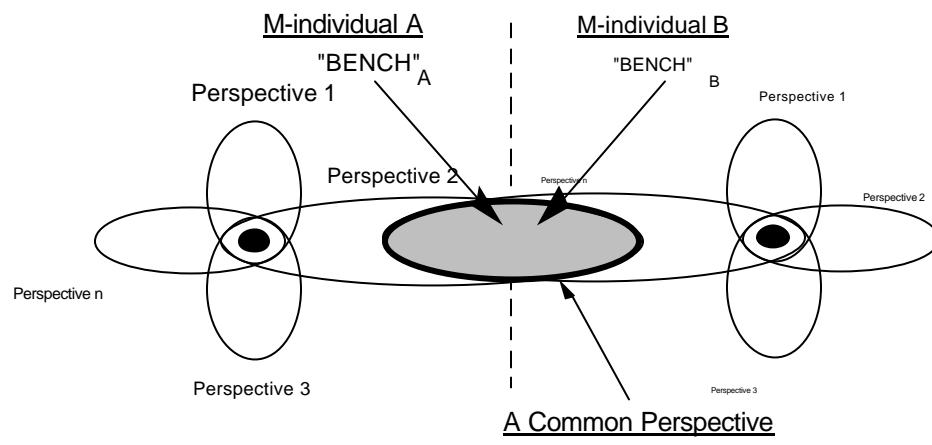 M-individual A
M-individual B
"BENCH" A
"BENCH" B
Perspective 1
Perspective 1
Perspective 2
Perspective n
Perspective 2
Perspective n
Perspective 3
Perspective 3
A Common Perspective